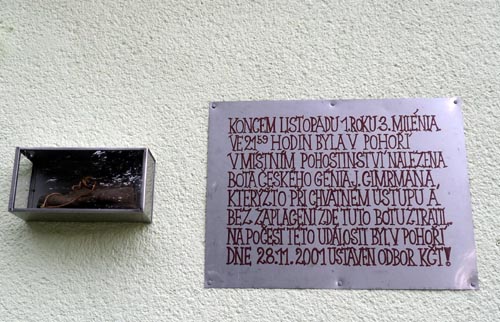 KONCEM LISTOPADU 1.ROKU 3. MILÉNIA
VE 21⁵⁹ HODIN BYLA V POHOŘÍ
V MÍSTNÍM POHOSTINSTVÍ NALEZENA
BOTA ČESKÉHO GÉNIA J. CIMRMANA,
KTERÝŽTO PŘI CHVATNÉM ÚSTUPU A
BEZ ZAPLACENÍ ZDE TUTO BOTU ZTRATIL.
NA POČEST TÉTO UDÁLOSTI BYL V POHOŘÍ
DNE 28.11. 2001 USTAVEN ODBOR KČT!